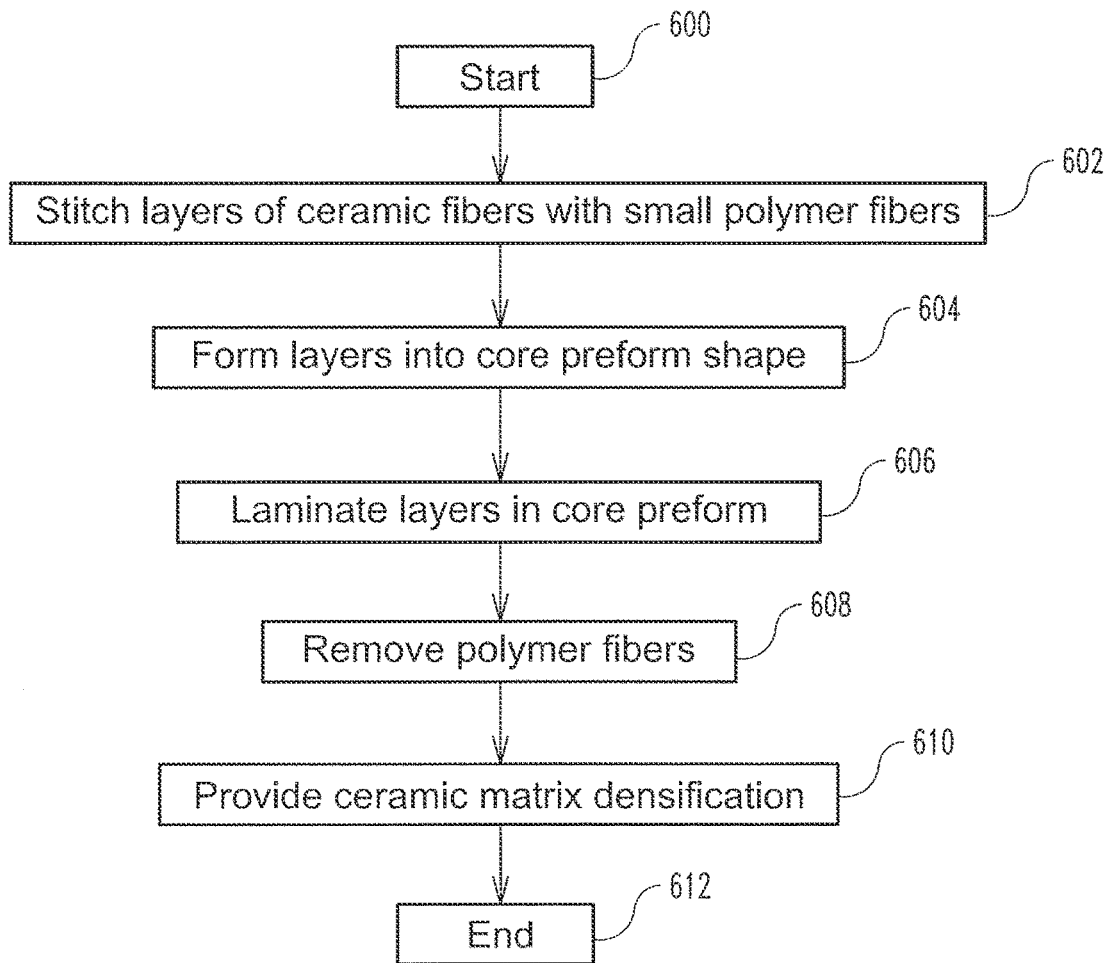 600
Start
602
Stitch layers of ceramic fibers with small polymer fibers
604
Form layers into core preform shape
606
Laminate layers in core preform
608
Remove polymer fibers
610
Provide ceramic matrix densification
612
End